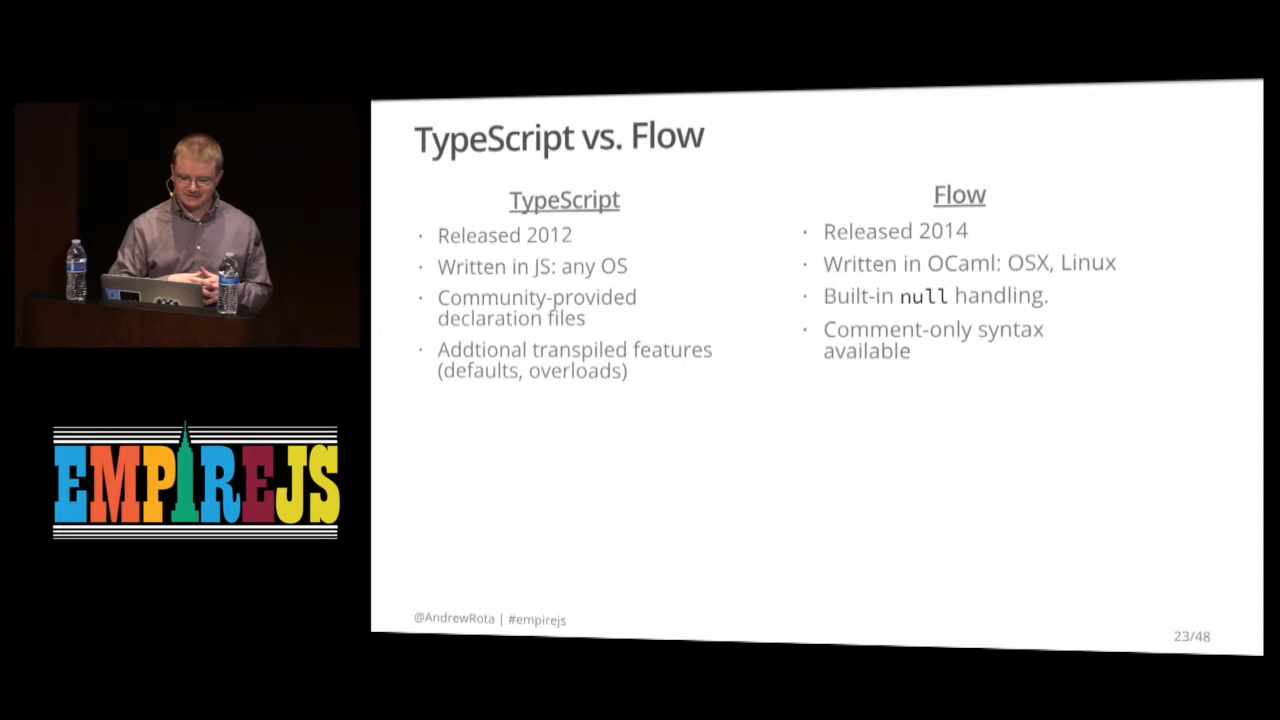 TypeScript vs. Flow
TypeScript
· Released 2012
· Written in JS: any OS
· Community-provided
declaration files
· Addtional transpiled features
(defaults, overloads)
Flow
· Released 2014
· Written in OCaml: OSX, Linux
· Built-in null handling.
· Comment-only syntax
available
EMPIREJS
@AndrewRota | #empirejs
23/48